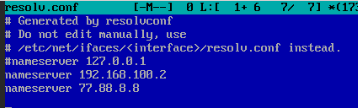 resolv.conf [-M--] 0 L:[ 1+ 6 7/ 7] *(17
# Generated by resolvconf
# Do not edit manually, use
# /etc/net/ifaces/<interface>/resolv.conf instead.
#nameserver 127.0.0.1
nameserver 192.168.100.2
nameserver 77.88.8.8